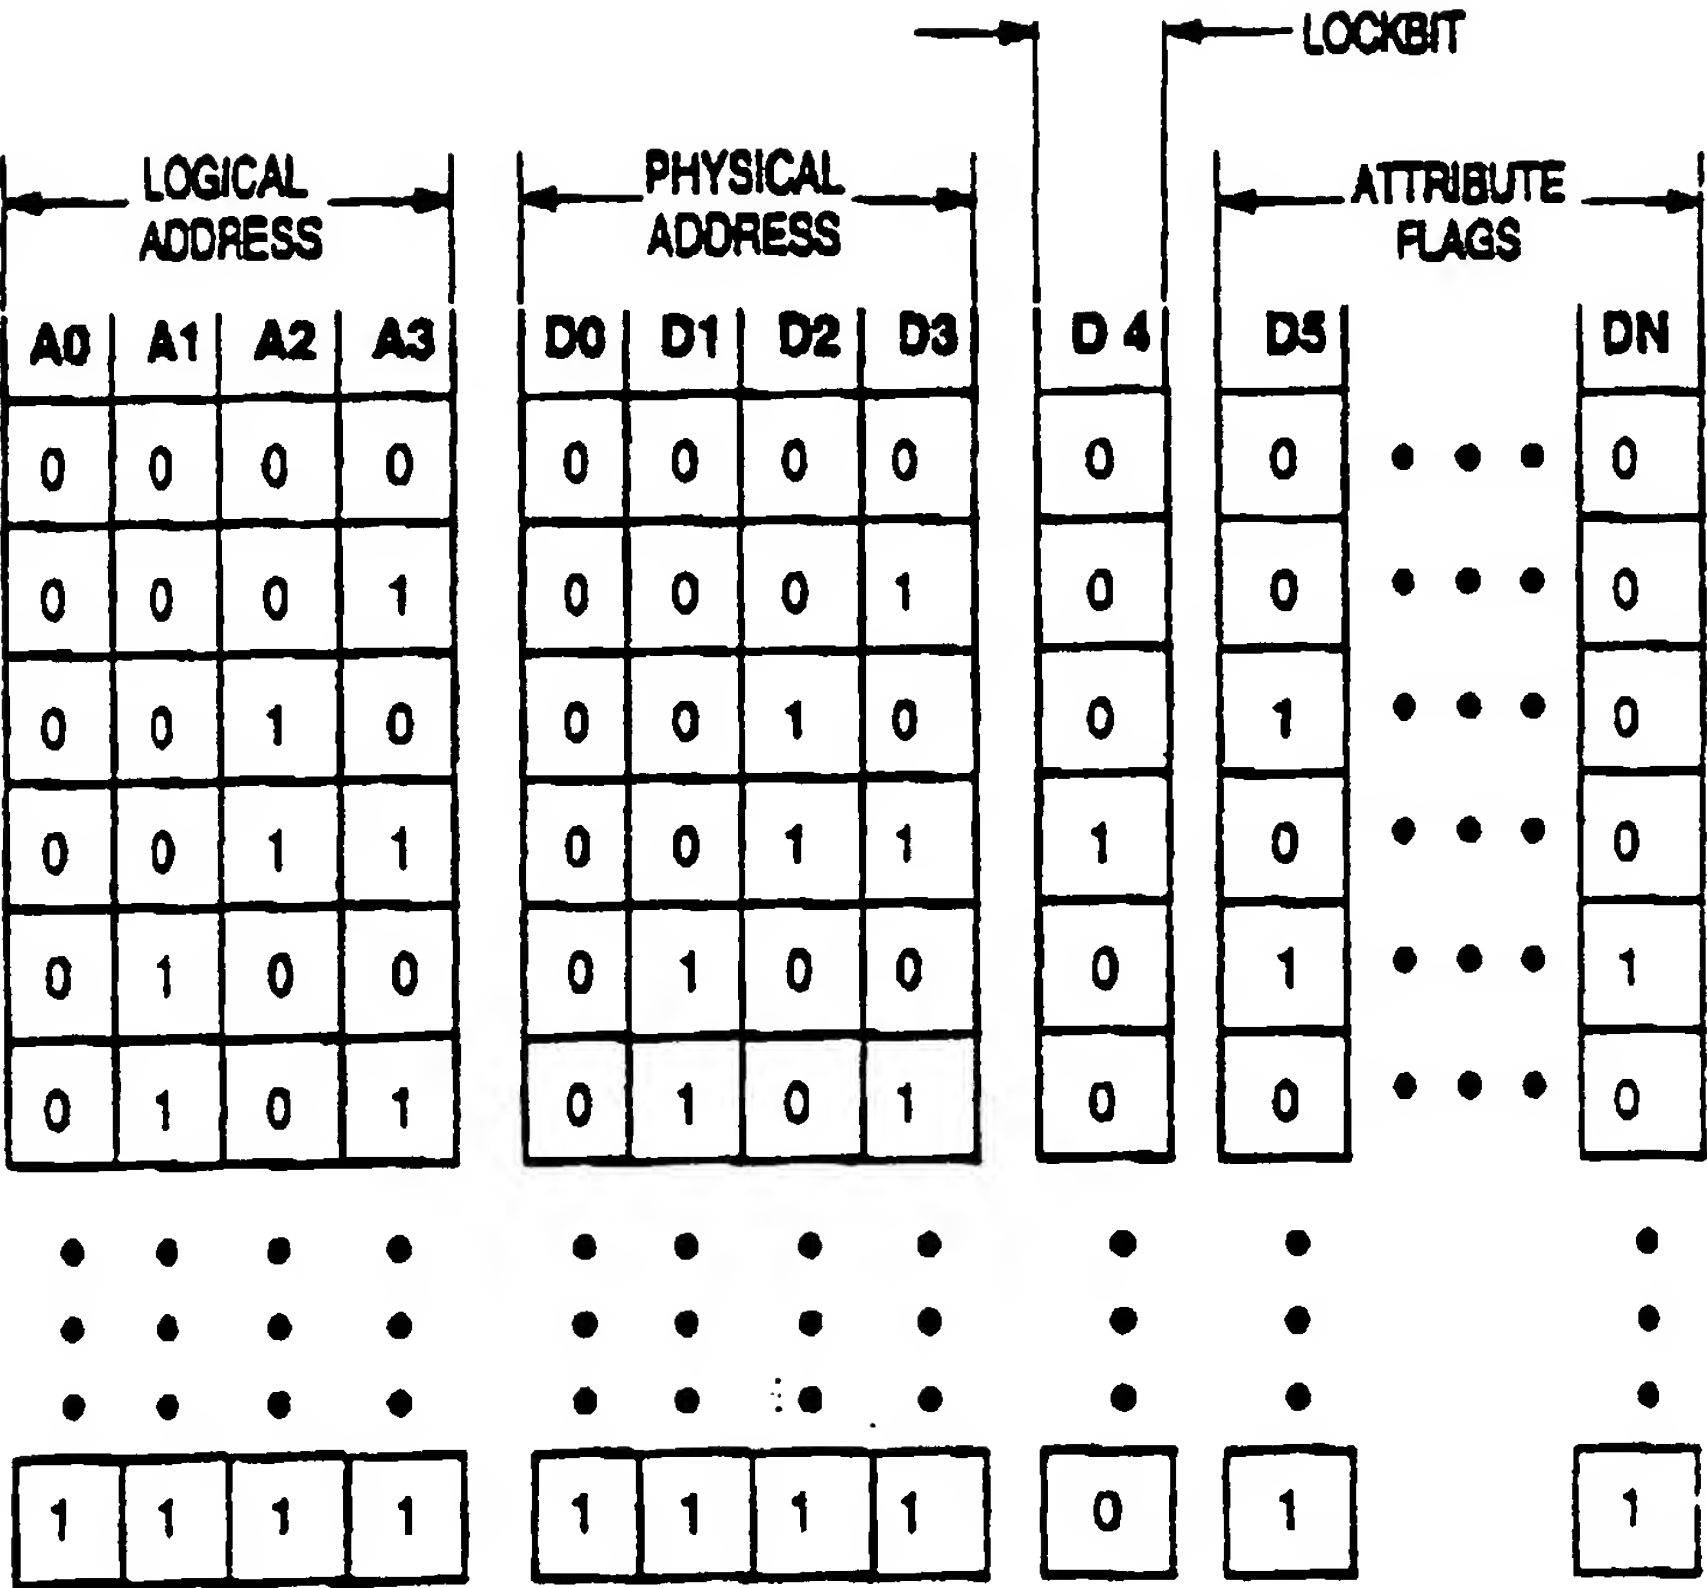 LOCKBIT
LOGICAL ADDRESS PHYSICAL ADDRESS ATTRIBUTE FLAGS
A0 A1 A2 A3 D0 D1 D2 D3 D 4 D5 DN
0 0 0 0 0 0 0 0 0 0 0
0 0 0 1 0 0 0 1 0 0 0
0 0 1 0 0 0 1 0 0 1 0
0 0 1 1 0 0 1 1 1 0 0
0 1 0 0 0 1 0 0 0 1 1
0 1 0 1 0 1 0 1 0 0 0
1 1 1 1 1 1 1 1 0 1 1